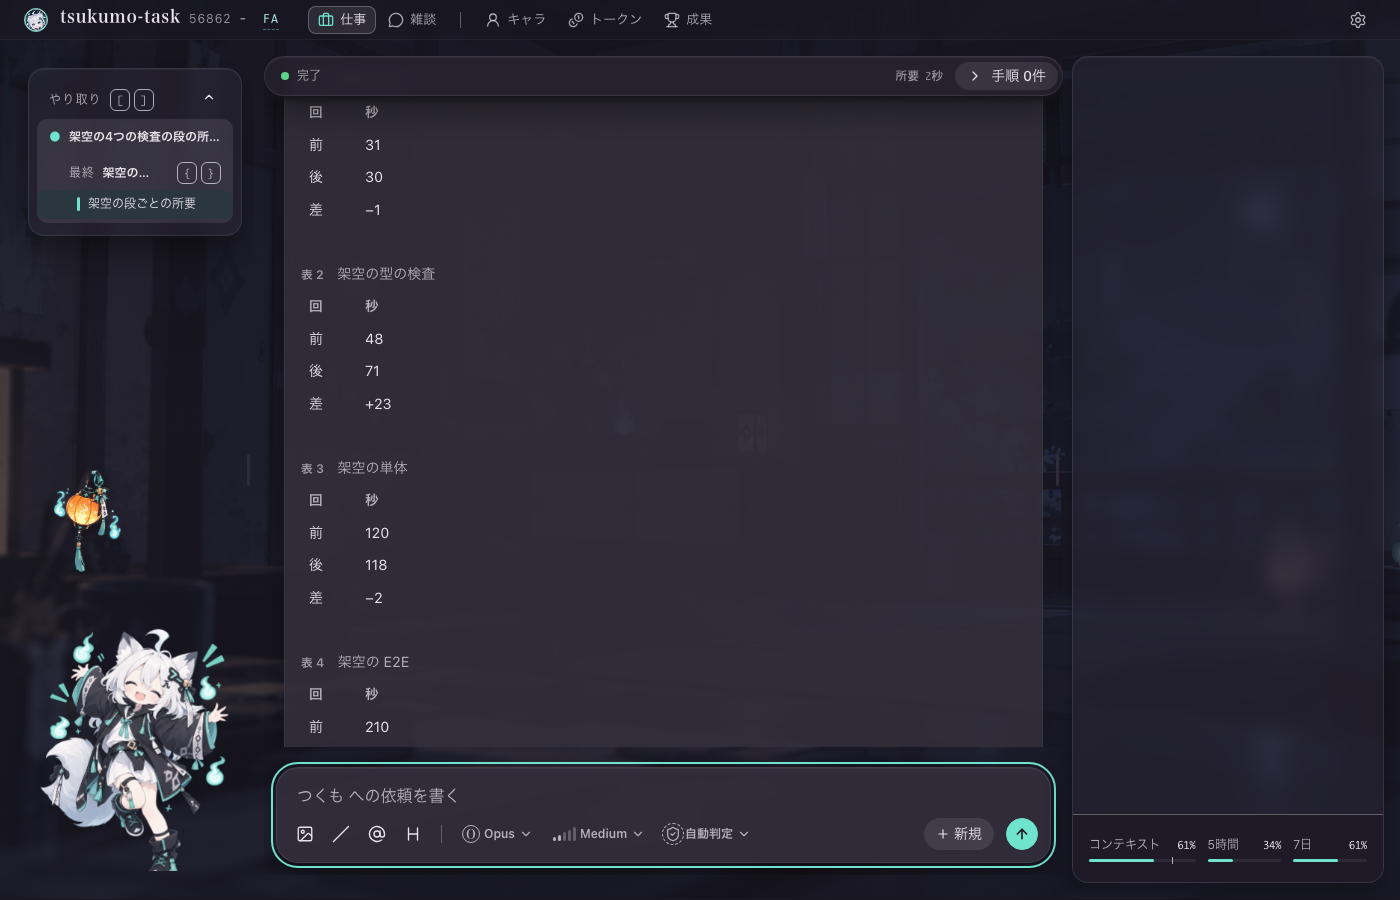 tsukumo-task 56862 - FA 仕事 雑談 キャラ トークン 成果
やり取り [ ]
架空の4つの検査の段の所...
最終 架空の... { }
架空の段ごとの所要
完了 所要 2秒 手順 0件
回 秒
前 31
後 30
差 −1
表 2 架空の型の検査
回 秒
前 48
後 71
差 +23
表 3 架空の単体
回 秒
前 120
後 118
差 −2
表 4 架空の E2E
回 秒
前 210
つくも への依頼を書く
Opus Medium 自動判定 + 新規
コンテキスト 61% 5時間 34% 7日 61%